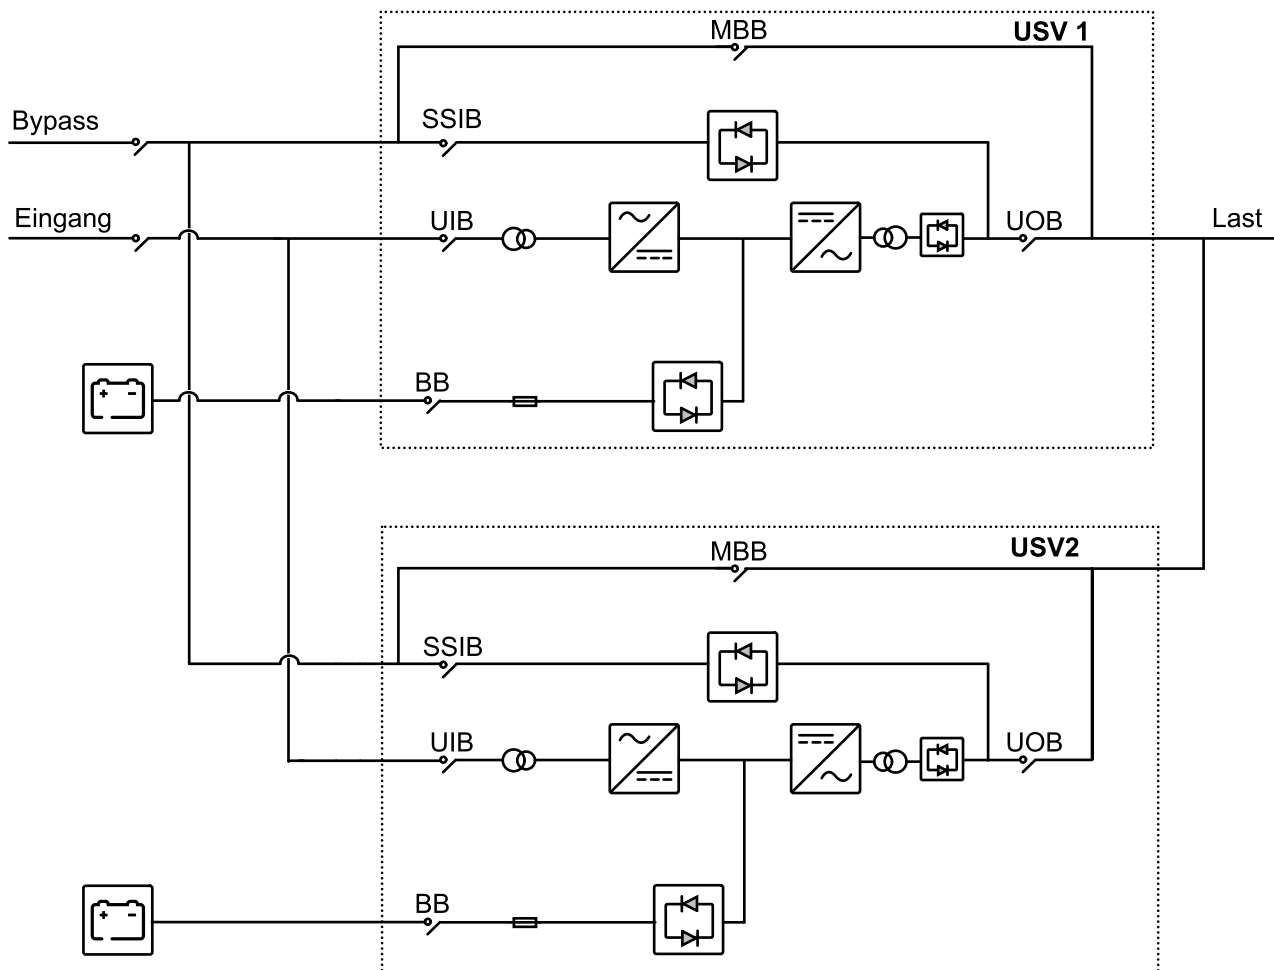 MBB
USV 1
Bypass
SSIB
Eingang
UIB
UOB
Last
BB
+ -
MBB
USV2
SSIB
UIB
UOB
BB
+ -